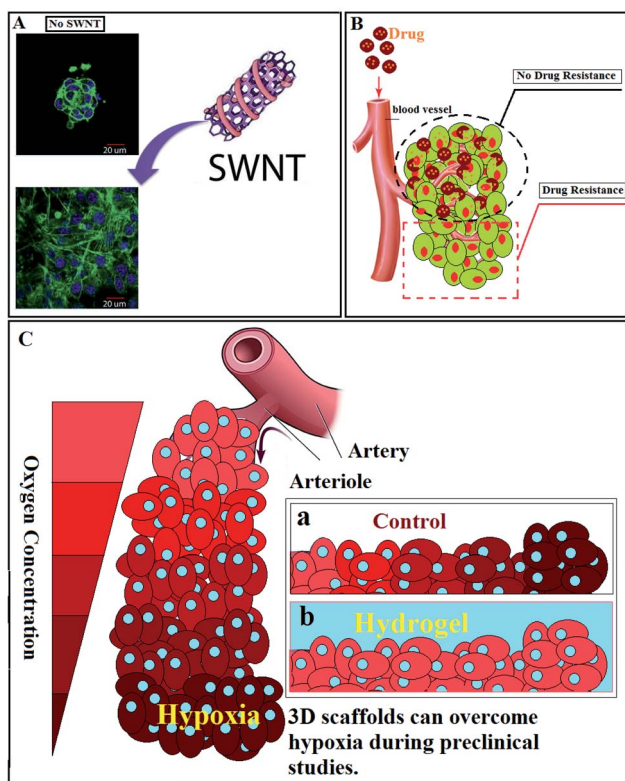 A
No SWNT
20 um
SWNT
20 um
B
Drug
No Drug Resistance
blood vessel
Drug Resistance
C
Oxygen Concentration
Artery
Arteriole
a
Control
b
Hydrogel
Hypoxia
3D scaffolds can overcome
hypoxia during preclinical
studies.